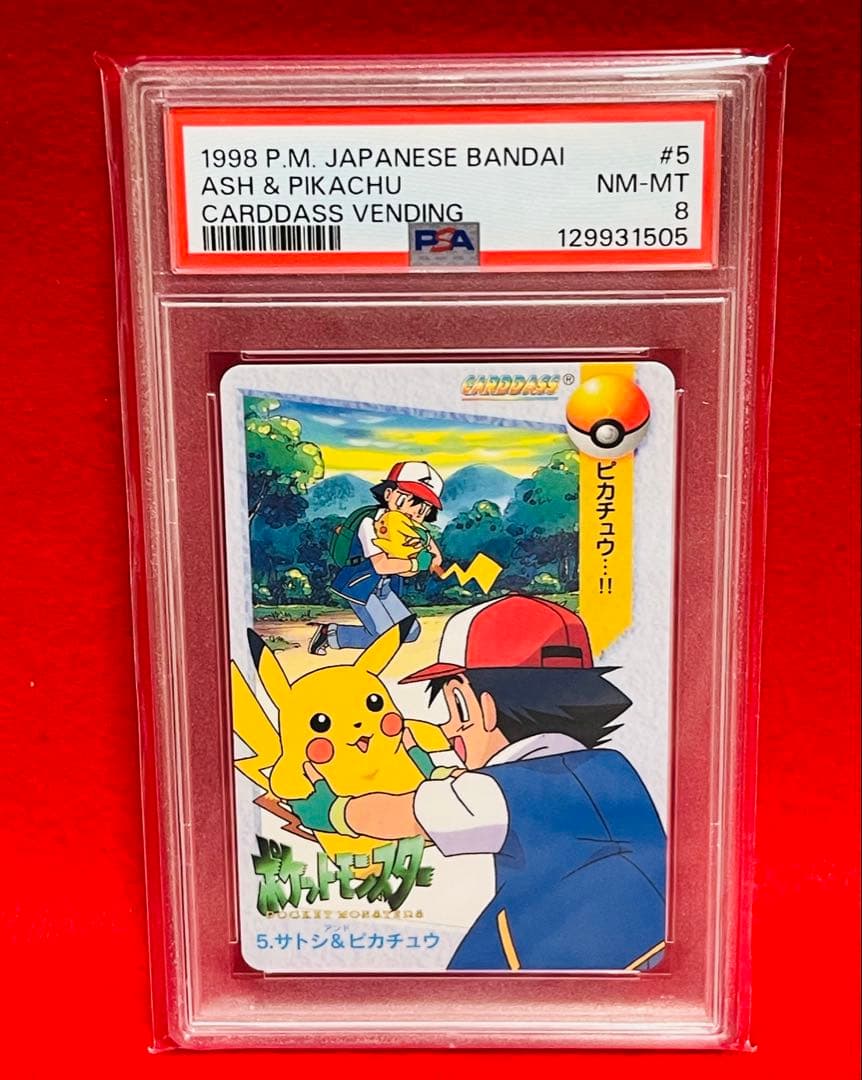 1998 P.M. JAPANESE BANDAI #5
ASH & PIKACHU NM-MT
CARDDASS VENDING 8
PSA 129931505
CARDDASS®
ピカチュウ…!!
ポケットモンスター
POCKET MONSTERS
アンド
5.サトシ&ピカチュウ